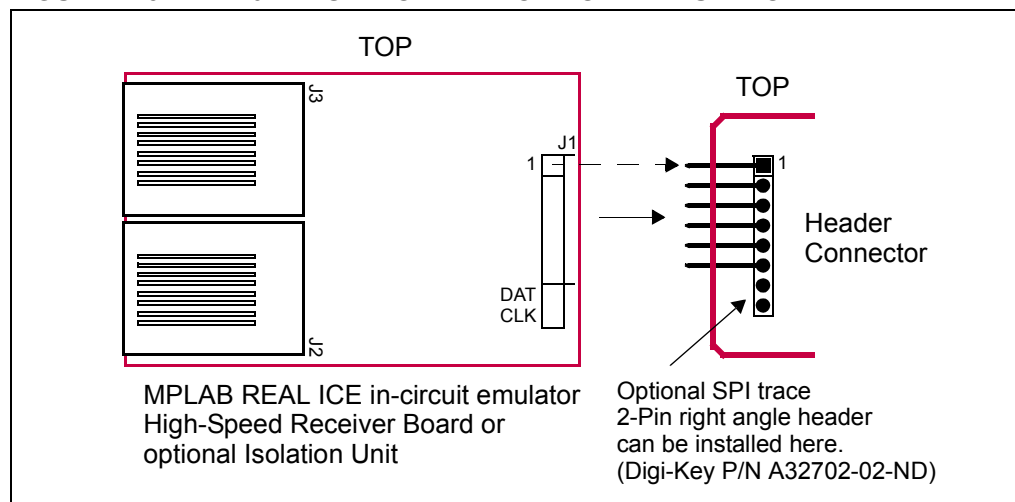 TOP
J3
J1
1
DAT
CLK
J2
MPLAB REAL ICE in-circuit emulator
High-Speed Receiver Board or
optional Isolation Unit
TOP
1
Header
Connector
Optional SPI trace
2-Pin right angle header
can be installed here.
(Digi-Key P/N A32702-02-ND)